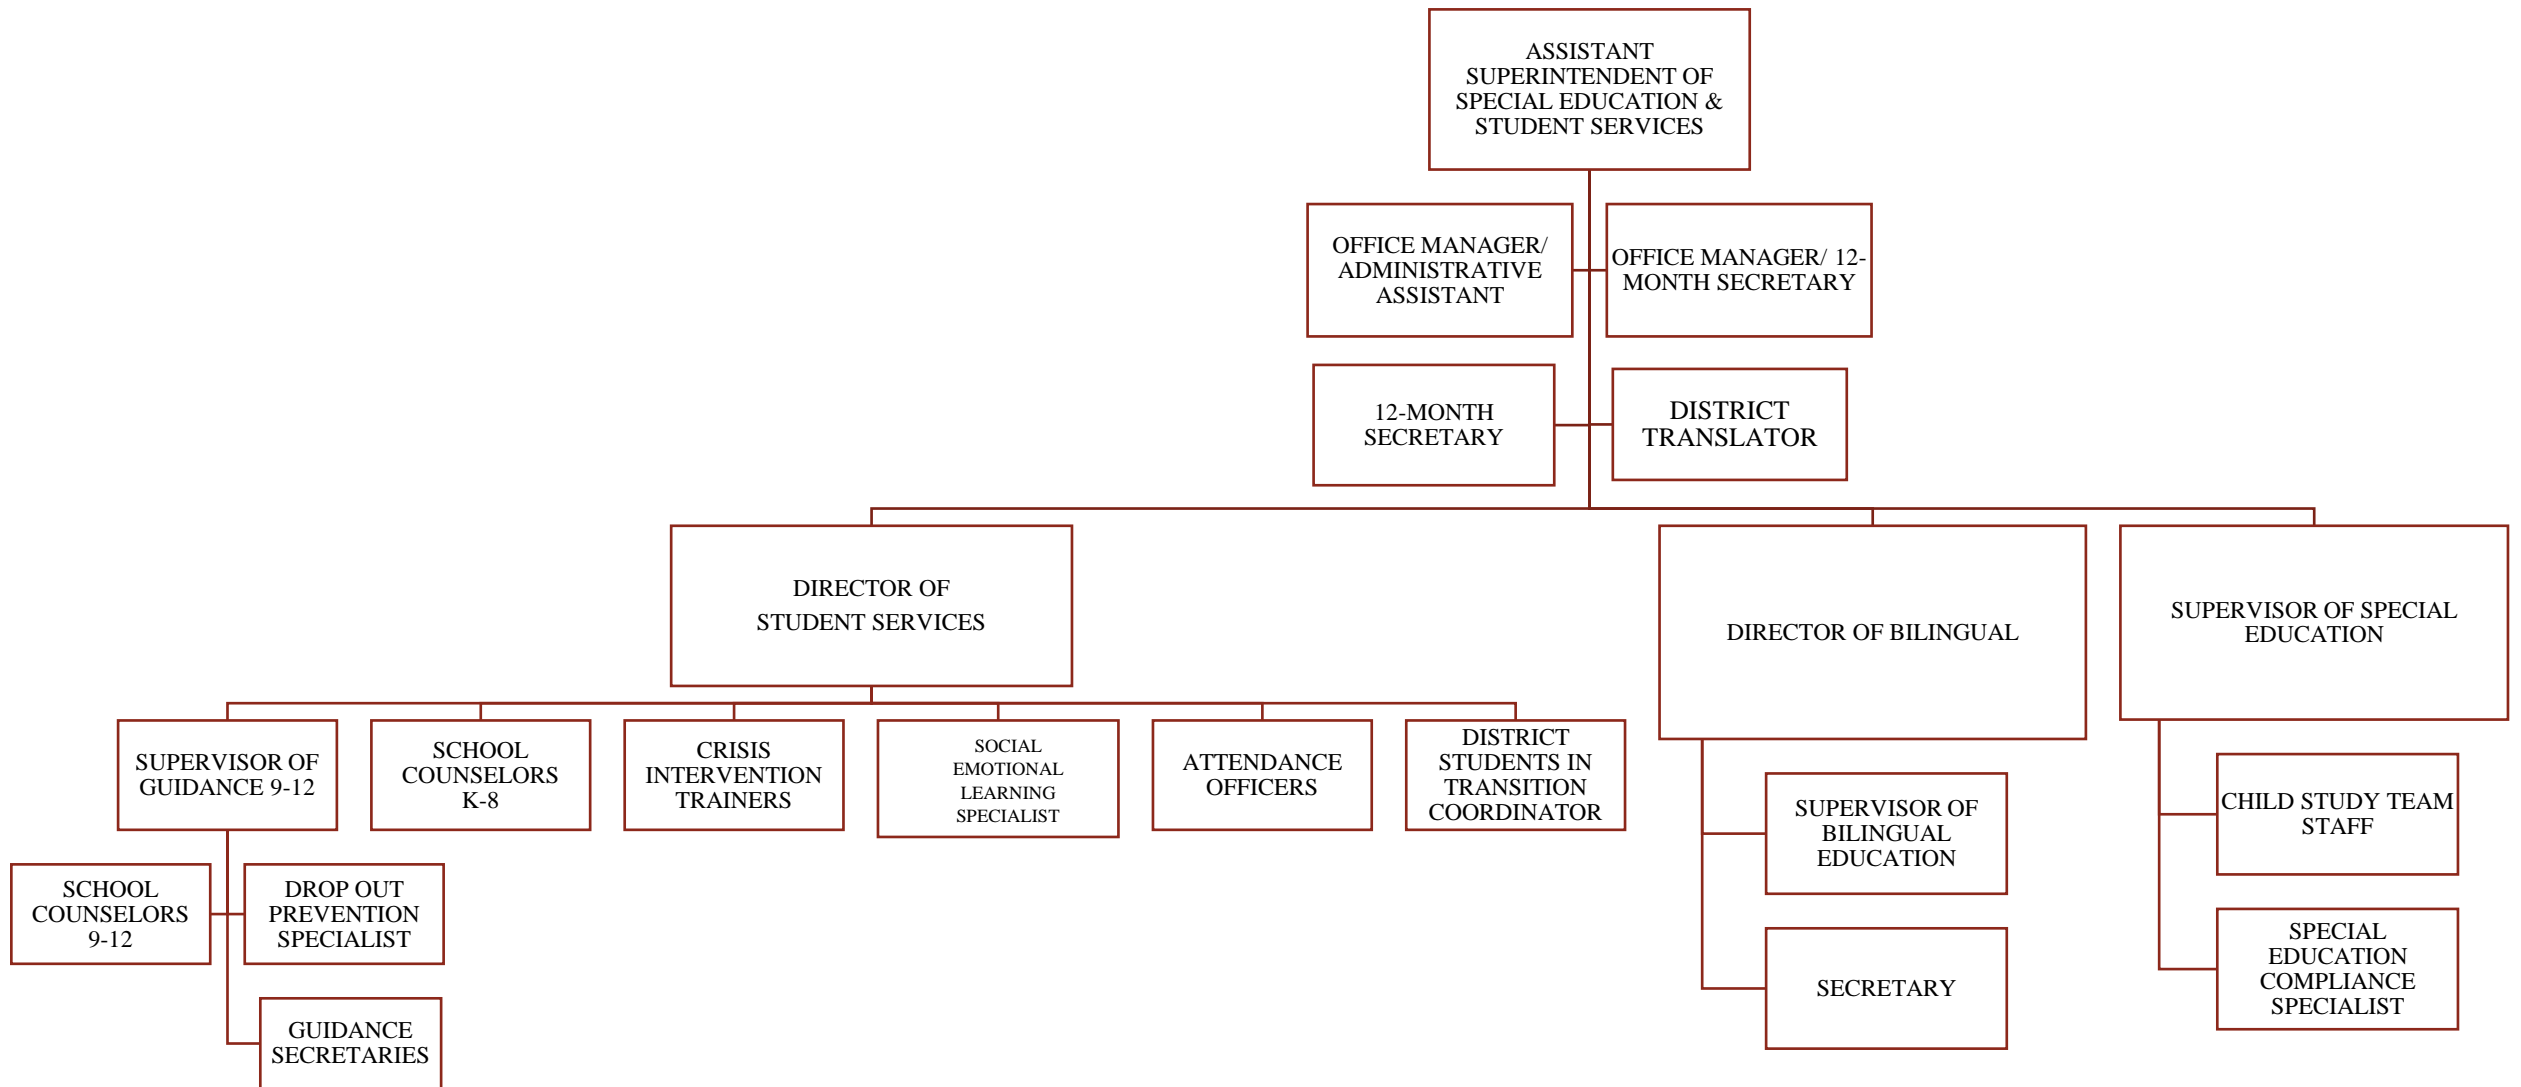 ASSISTANT
SUPERINTENDENT OF
SPECIAL EDUCATION &
STUDENT SERVICES
OFFICE MANAGER/
ADMINISTRATIVE
ASSISTANT
OFFICE MANAGER/ 12-
MONTH SECRETARY
12-MONTH
SECRETARY
DISTRICT
TRANSLATOR
DIRECTOR OF
STUDENT SERVICES
DIRECTOR OF BILINGUAL
SUPERVISOR OF SPECIAL
EDUCATION
SUPERVISOR OF
GUIDANCE 9-12
SCHOOL
COUNSELORS
K-8
CRISIS
INTERVENTION
TRAINERS
SOCIAL
EMOTIONAL
LEARNING
SPECIALIST
ATTENDANCE
OFFICERS
DISTRICT
STUDENTS IN
TRANSITION
COORDINATOR
SCHOOL
COUNSELORS
9-12
DROP OUT
PREVENTION
SPECIALIST
GUIDANCE
SECRETARIES
SUPERVISOR OF
BILINGUAL
EDUCATION
SECRETARY
CHILD STUDY TEAM
STAFF
SPECIAL
EDUCATION
COMPLIANCE
SPECIALIST